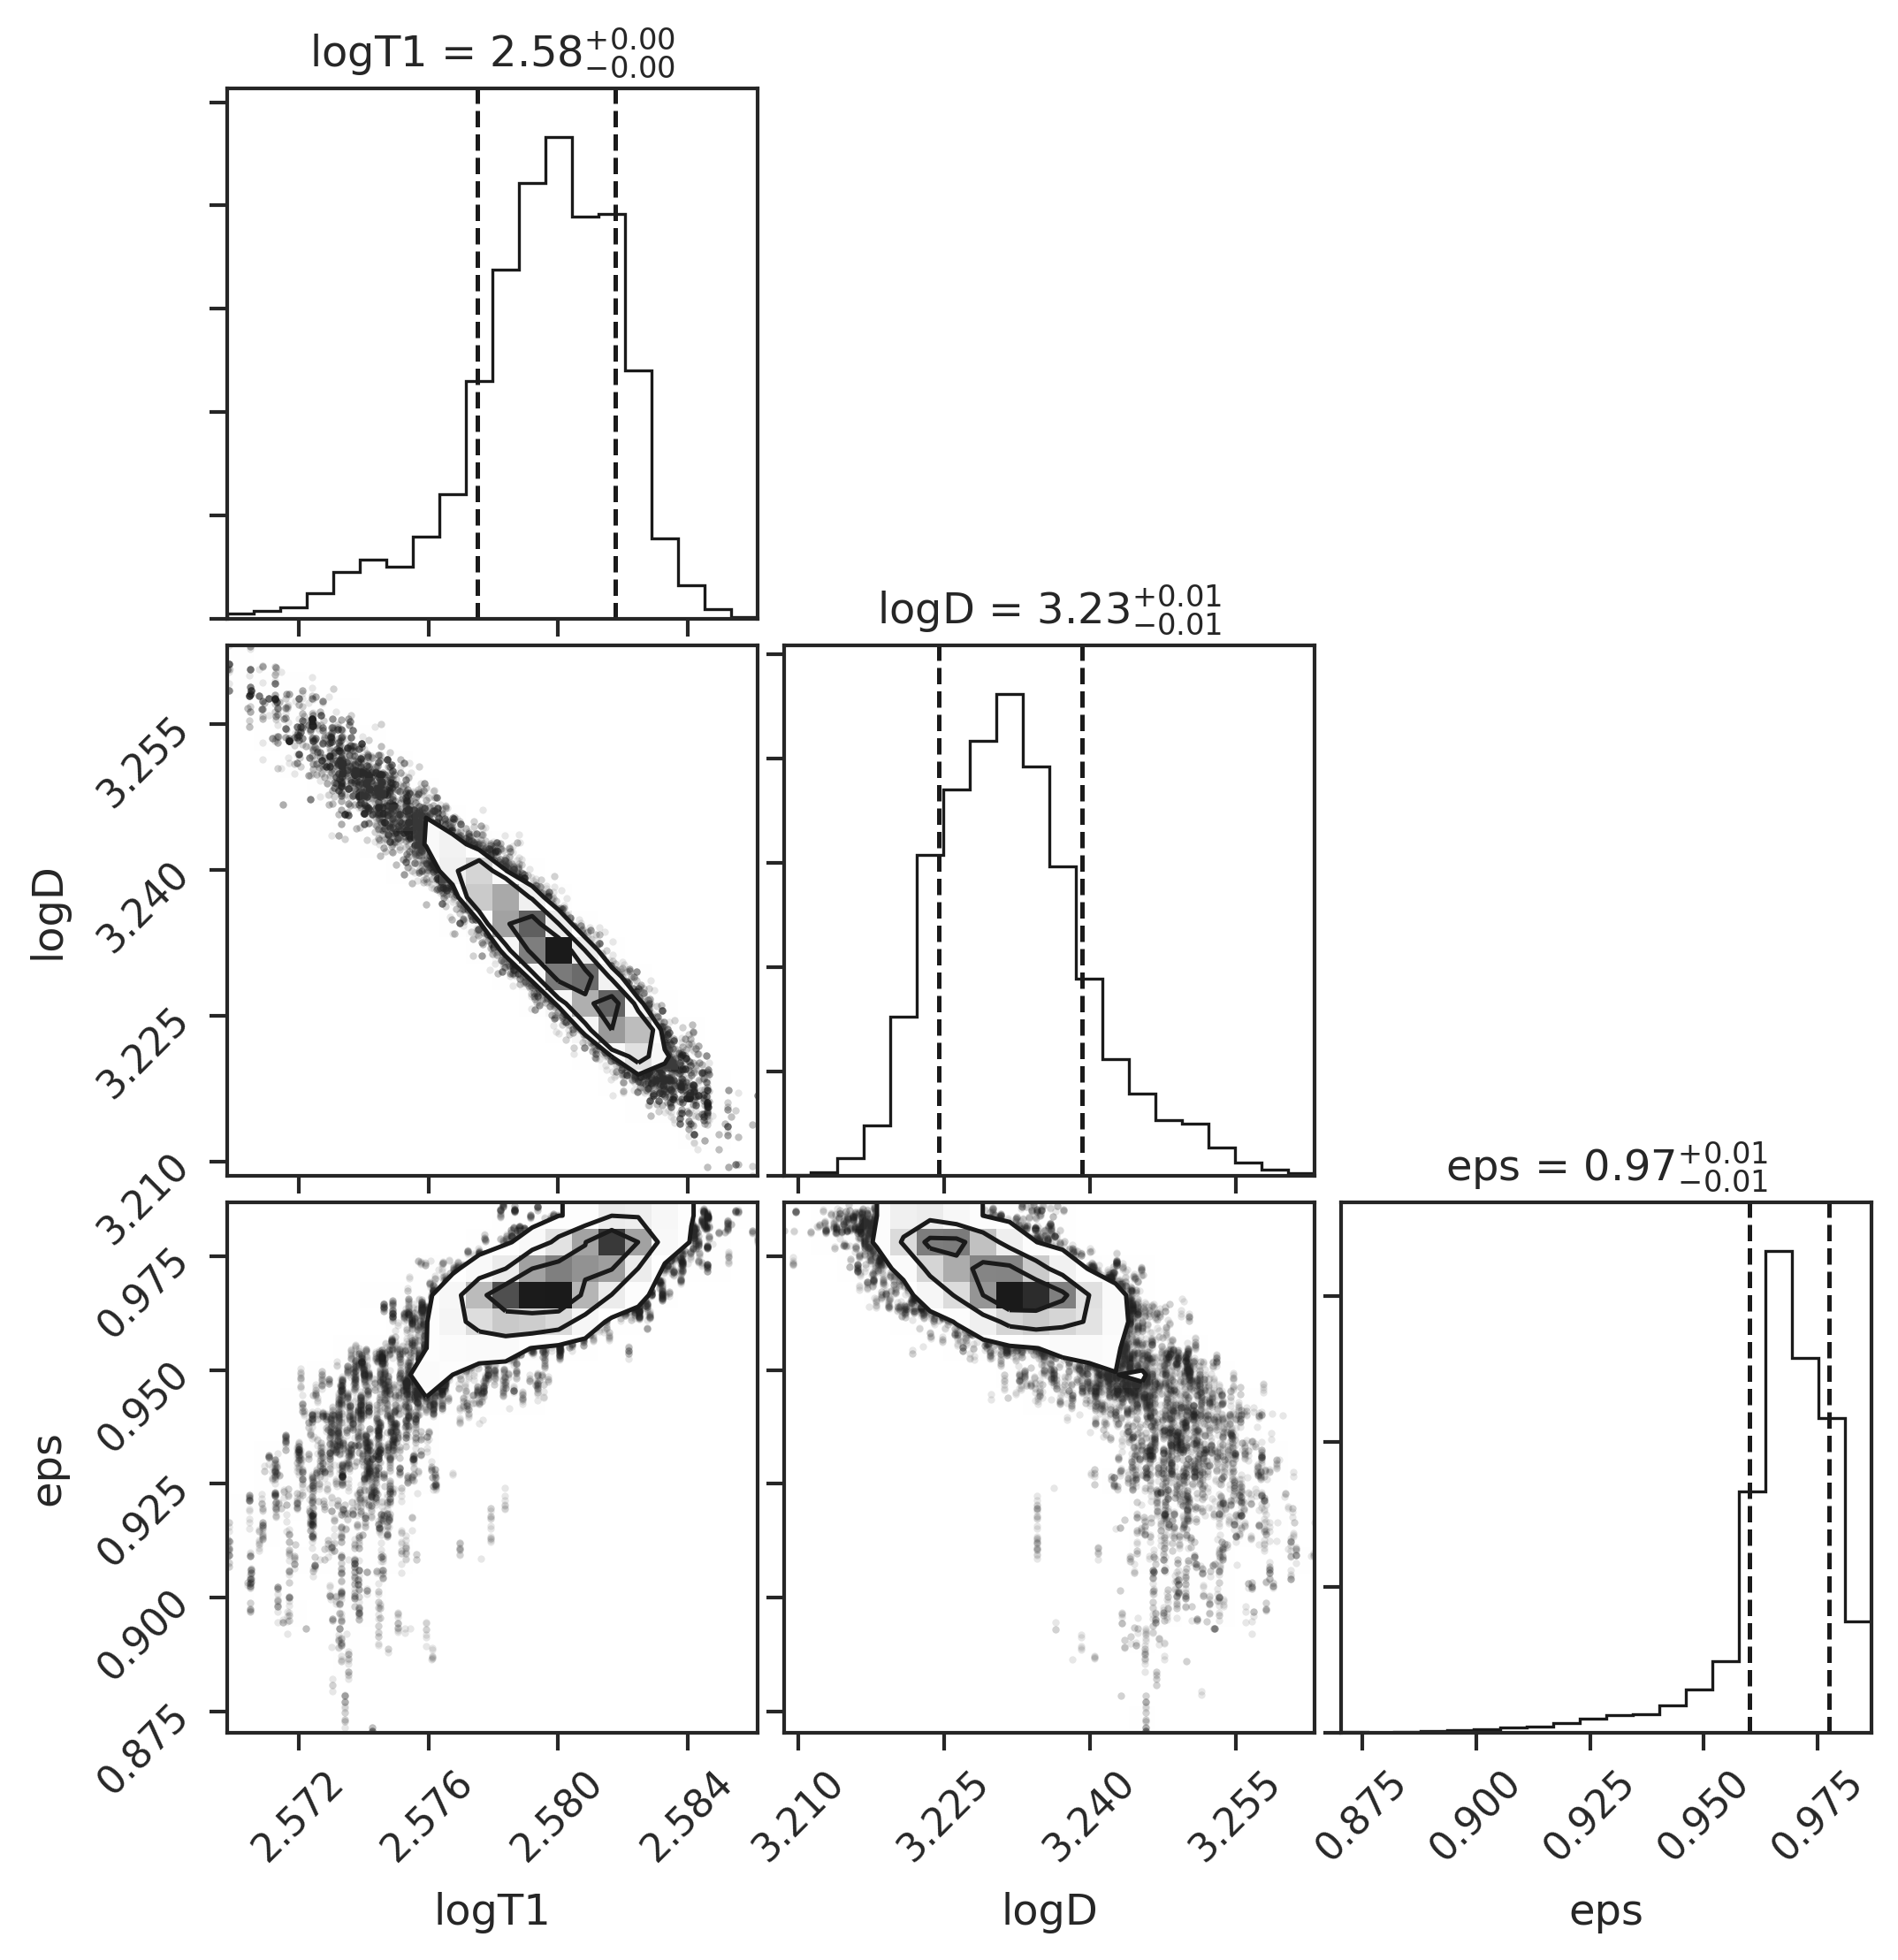 logT1 = 2.58+0.00 −0.00
logD = 3.23+0.01 −0.01
logD
3.255
3.240
3.225
3.210
eps = 0.97+0.01 −0.01
eps
0.975
0.950
0.925
0.900
0.875
2.572 2.576 2.580 2.584 3.210 3.225 3.240 3.255 0.875 0.900 0.925 0.950 0.975
logT1 logD eps